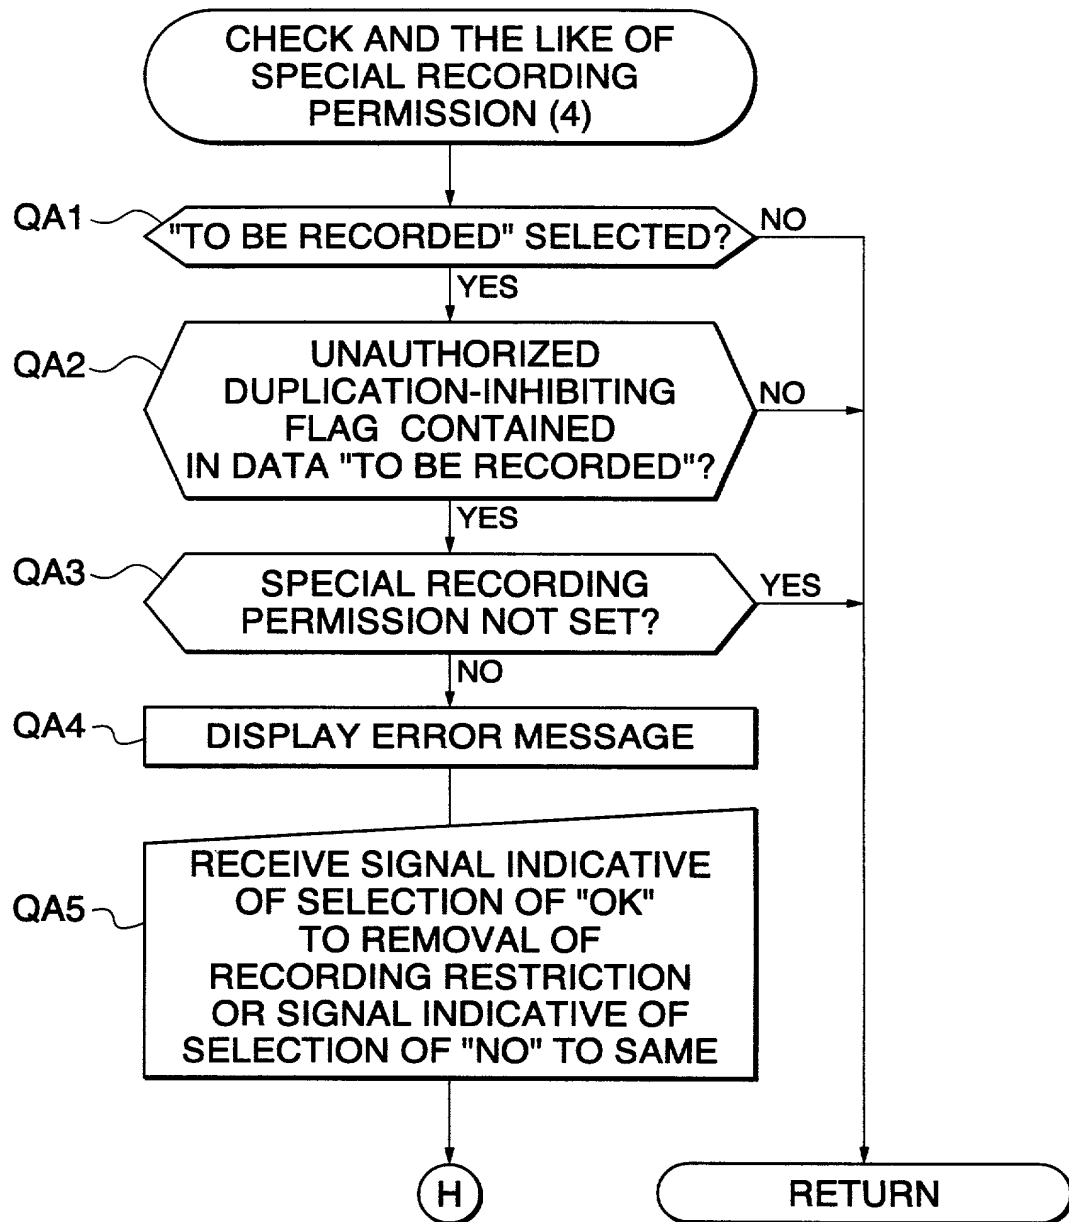 CHECK AND THE LIKE OF
SPECIAL RECORDING
PERMISSION (4)
QA1
"TO BE RECORDED" SELECTED?
NO
YES
QA2
UNAUTHORIZED
DUPLICATION-INHIBITING
FLAG CONTAINED
IN DATA "TO BE RECORDED"?
NO
YES
QA3
SPECIAL RECORDING
PERMISSION NOT SET?
YES
NO
QA4
DISPLAY ERROR MESSAGE
QA5
RECEIVE SIGNAL INDICATIVE
OF SELECTION OF "OK"
TO REMOVAL OF
RECORDING RESTRICTION
OR SIGNAL INDICATIVE OF
SELECTION OF "NO" TO SAME
H
RETURN